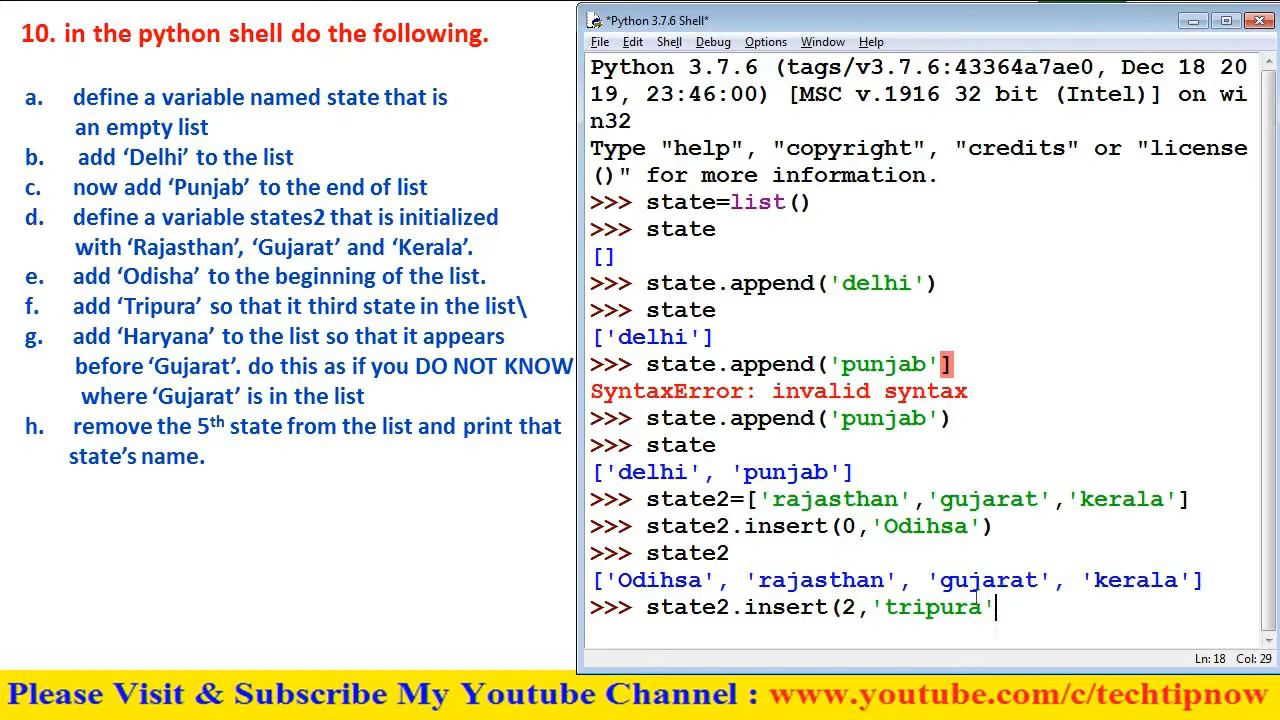 10. in the python shell do the following.
a. define a variable named state that is
an empty list
b. add ‘Delhi’ to the list
c. now add ‘Punjab’ to the end of list
d. define a variable states2 that is initialized
with ‘Rajasthan’, ‘Gujarat’ and ‘Kerala’.
e. add ‘Odisha’ to the beginning of the list.
f. add ‘Tripura’ so that it third state in the list\
g. add ‘Haryana’ to the list so that it appears
before ‘Gujarat’. do this as if you DO NOT KNOW
where ‘Gujarat’ is in the list
h. remove the 5th state from the list and print that
state’s name.
*Python 3.7.6 Shell*
File Edit Shell Debug Options Window Help
Python 3.7.6 (tags/v3.7.6:43364a7ae0, Dec 18 20
19, 23:46:00) [MSC v.1916 32 bit (Intel)] on wi
n32
Type "help", "copyright", "credits" or "license
()" for more information.
>>> state=list()
>>> state
[]
>>> state.append('delhi')
>>> state
['delhi']
>>> state.append('punjab']
SyntaxError: invalid syntax
>>> state.append('punjab')
>>> state
['delhi', 'punjab']
>>> state2=['rajasthan','gujarat','kerala']
>>> state2.insert(0,'Odihsa')
>>> state2
['Odihsa', 'rajasthan', 'gujarat', 'kerala']
>>> state2.insert(2,'tripura'
Ln: 18 Col: 29
Please Visit & Subscribe My Youtube Channel : www.youtube.com/c/techtipnow